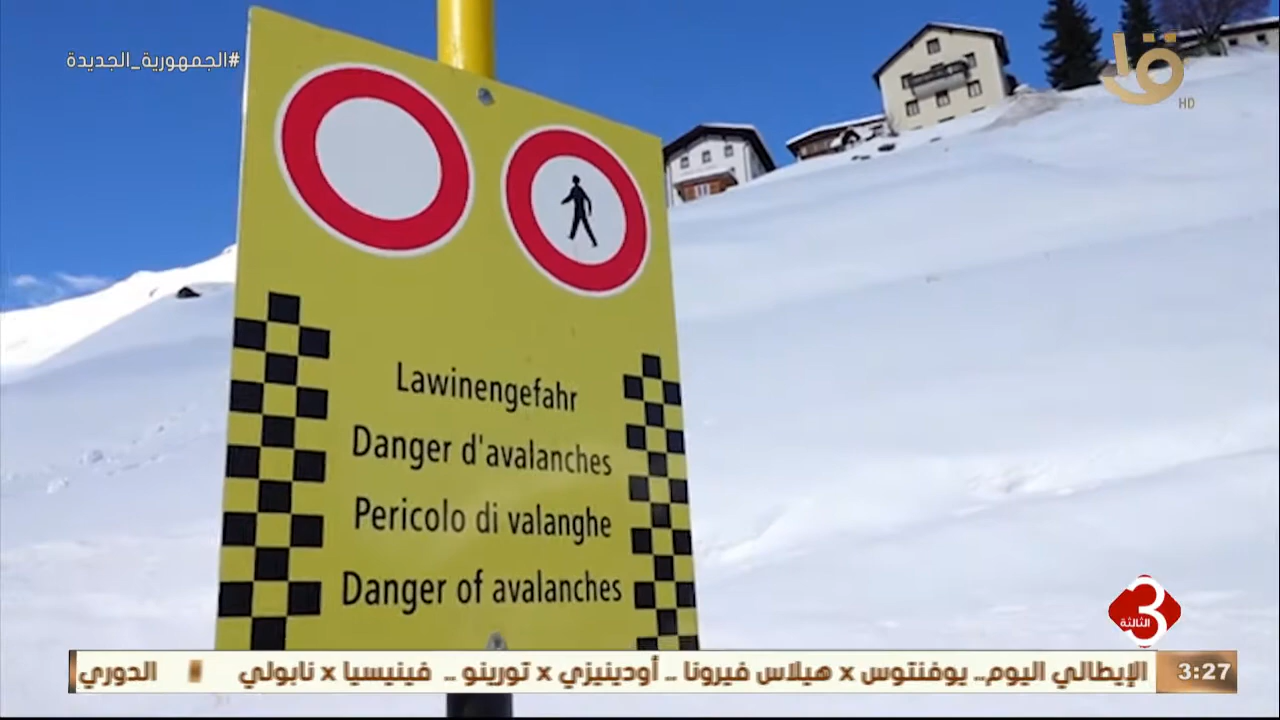 #الجمهورية_الجديدة
HD
Lawinengefahr
Danger d'avalanches
Pericolo di valanghe
Danger of avalanches
3
الثالثة
3:27 الإيطالي اليوم.. يوفنتوس x هيلاس فيرونا .. أودينيزي x تورينو .. فينيسيا x نابولي الدوري